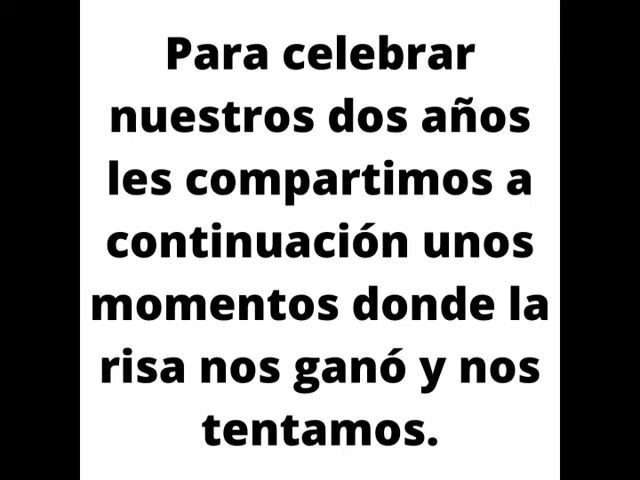 Para celebrar
nuestros dos años
les compartimos a
continuación unos
momentos donde la
risa nos ganó y nos
tentamos.